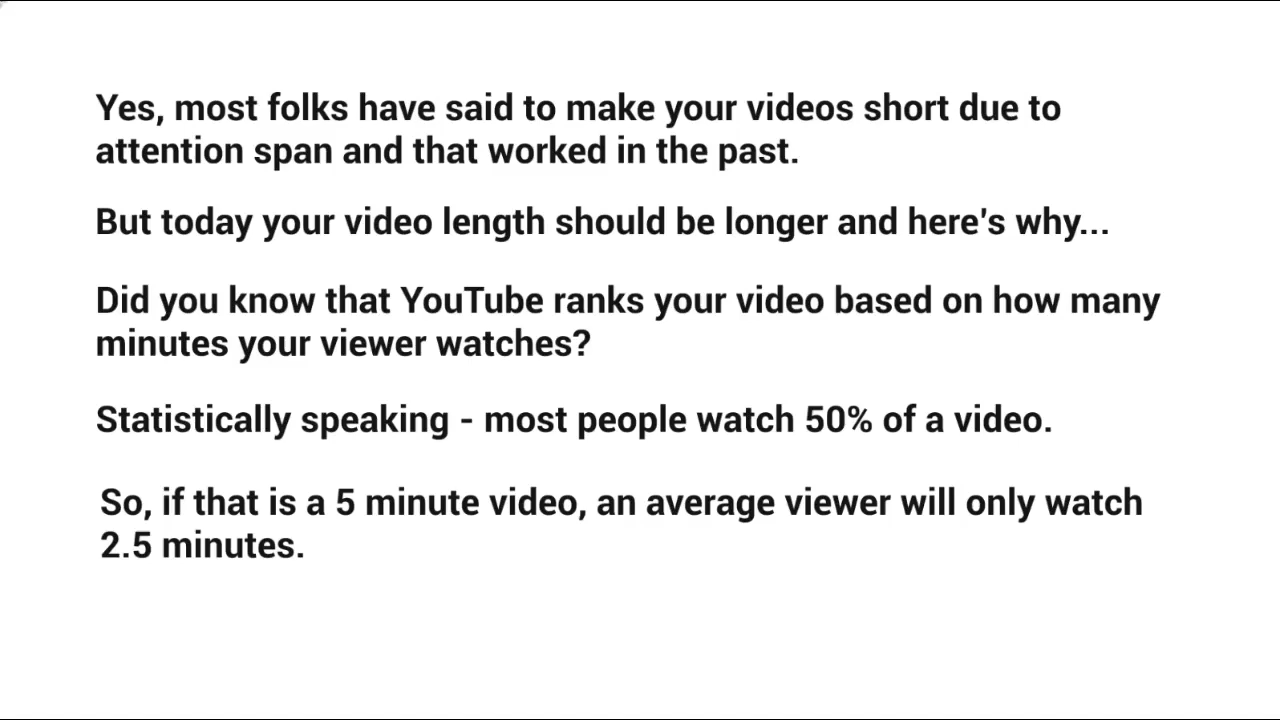 Yes, most folks have said to make your videos short due to
attention span and that worked in the past.
But today your video length should be longer and here's why...
Did you know that YouTube ranks your video based on how many
minutes your viewer watches?
Statistically speaking - most people watch 50% of a video.
So, if that is a 5 minute video, an average viewer will only watch
2.5 minutes.